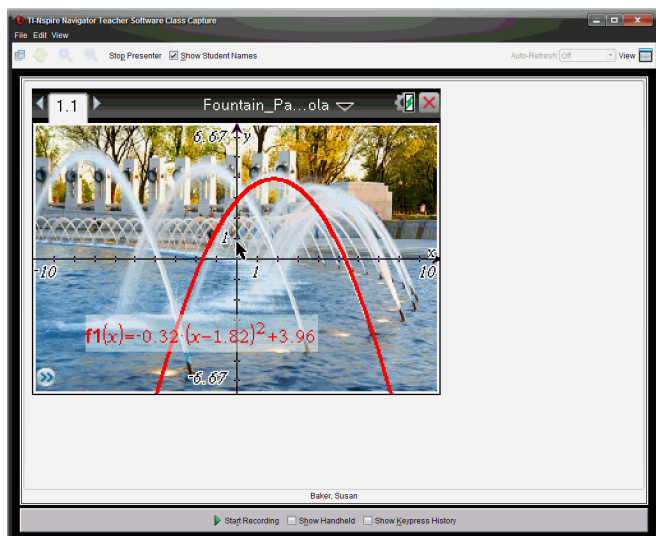 TI-Nspire Navigator Teacher Software Class Capture
File Edit View
Stop Presenter Show Student Names Auto-Refresh: Off View
1.1 Fountain_Pa...ola
6.67 y
1
x
-10 1 10
f1(x)=-0.32·(x-1.82)²+3.96
-6.67
Baker, Susan
Start Recording Show Handheld Show Keypress History